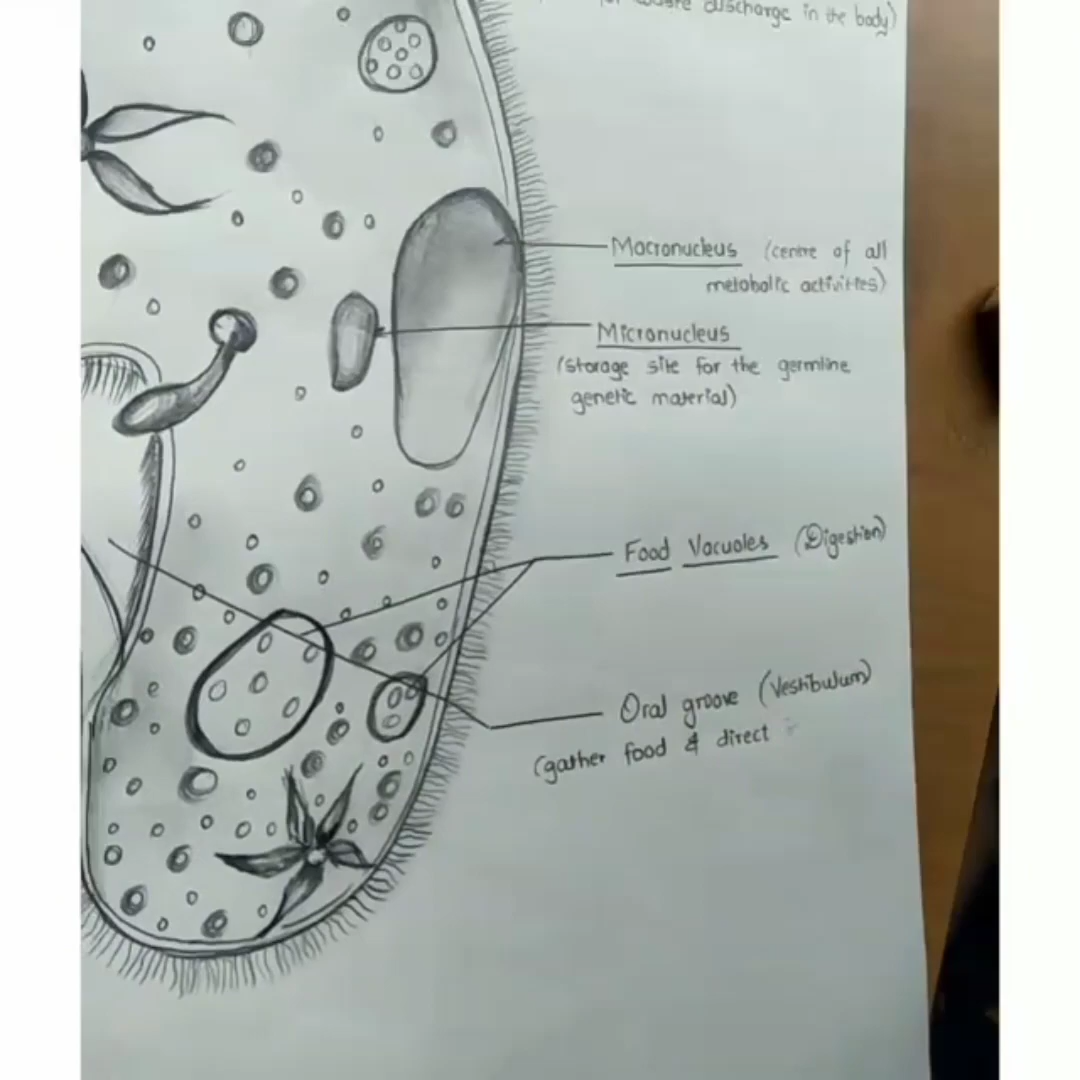 discharge in the body)
Macronucleus (centre of all
metabolic activities)
Micronucleus
(storage site for the germline
genetic material)
Food Vacuoles (Digestion)
Oral groove (Vestibulum)
(gather food & direct